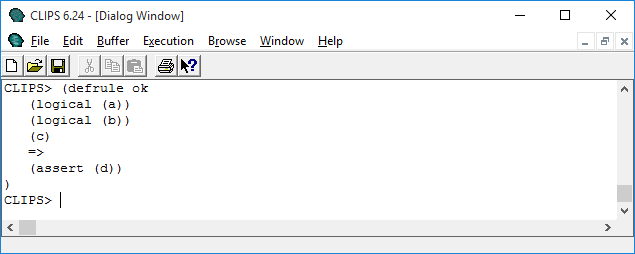 CLIPS 6.24 - [Dialog Window]
File Edit Buffer Execution Browse Window Help
CLIPS> (defrule ok
   (logical (a))
   (logical (b))
   (c)
   =>
   (assert (d))
)
CLIPS>